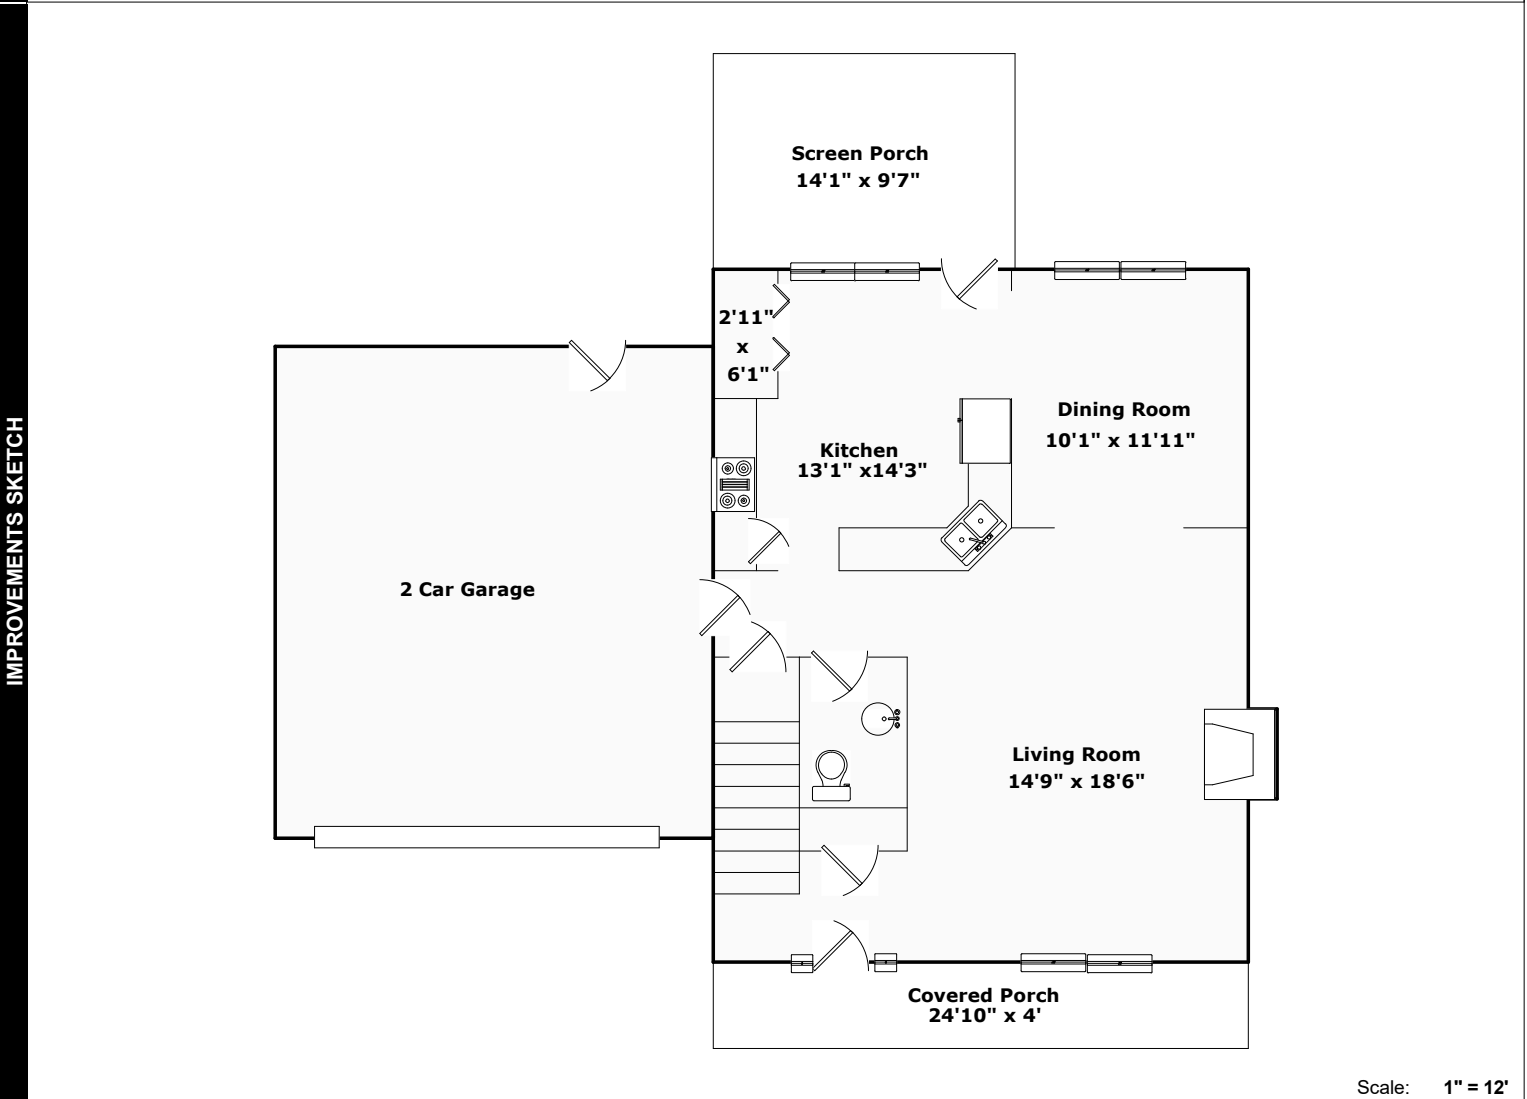 IMPROVEMENTS SKETCH
Screen Porch
14'1" x 9'7"
2'11"
x
6'1"
Kitchen
13'1" x14'3"
Dining Room
10'1" x 11'11"
2 Car Garage
Living Room
14'9" x 18'6"
Covered Porch
24'10" x 4'
Scale: 1" = 12'